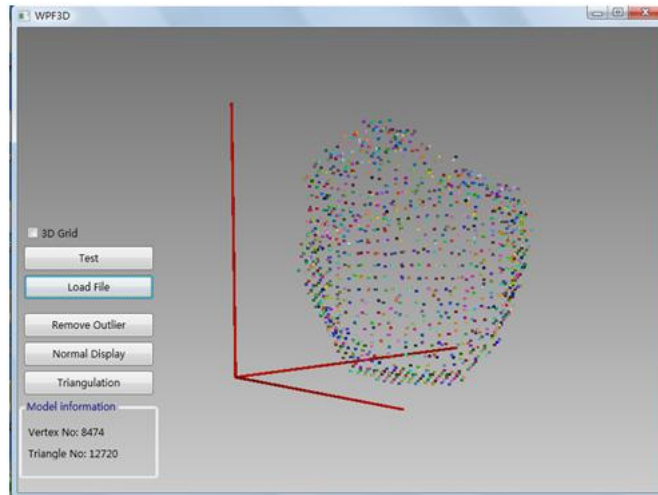 WPF3D
3D Grid
Test
Load File
Remove Outlier
Normal Display
Triangulation
Model information
Vertex No: 8474
Triangle No: 12720